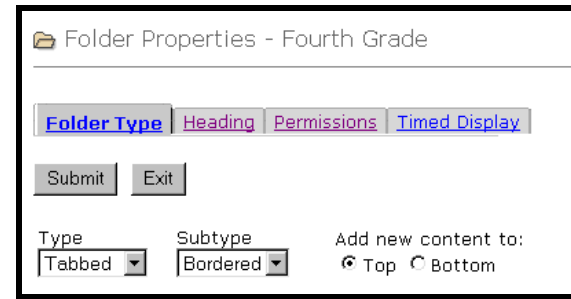 Folder Properties - Fourth Grade
Folder Type Heading Permissions Timed Display
Submit Exit
Type Subtype Add new content to:
Tabbed Bordered Top Bottom